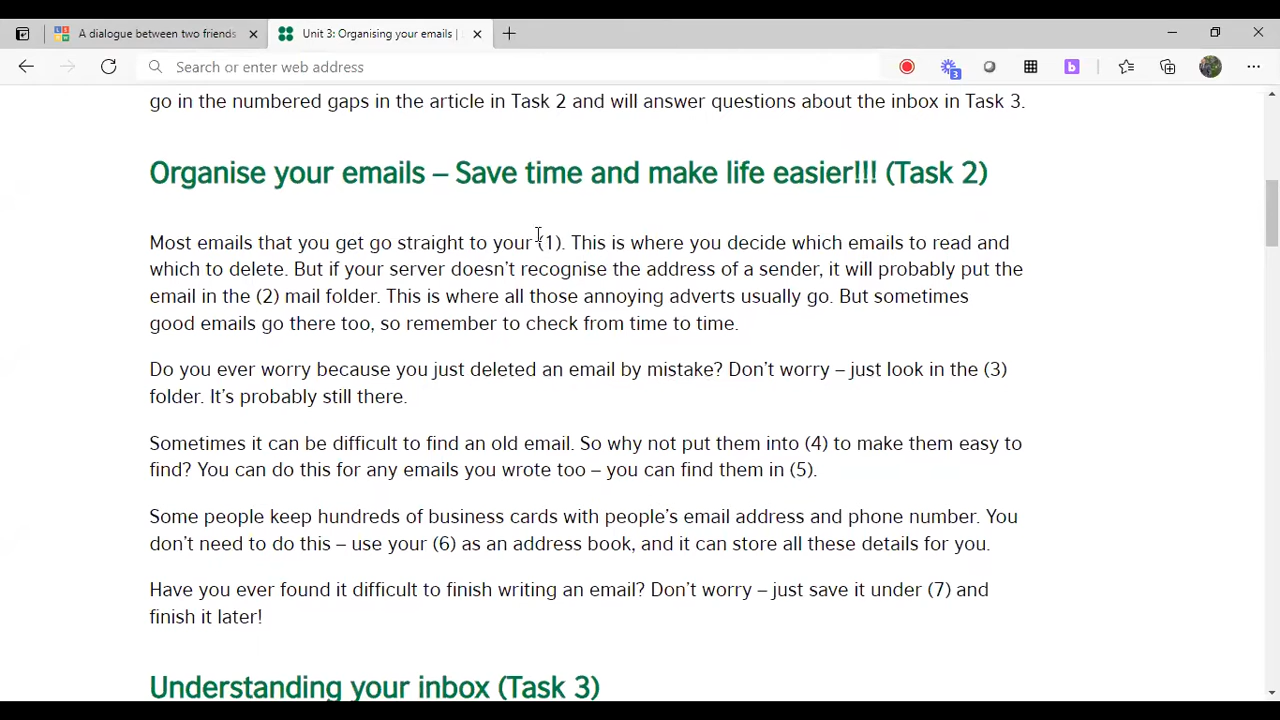 A dialogue between two friends
Unit 3: Organising your emails |
Search or enter web address
3
b
go in the numbered gaps in the article in Task 2 and will answer questions about the inbox in Task 3.
Organise your emails – Save time and make life easier!!! (Task 2)
Most emails that you get go straight to your (1). This is where you decide which emails to read and
which to delete. But if your server doesn’t recognise the address of a sender, it will probably put the
email in the (2) mail folder. This is where all those annoying adverts usually go. But sometimes
good emails go there too, so remember to check from time to time.
Do you ever worry because you just deleted an email by mistake? Don’t worry – just look in the (3)
folder. It’s probably still there.
Sometimes it can be difficult to find an old email. So why not put them into (4) to make them easy to
find? You can do this for any emails you wrote too – you can find them in (5).
Some people keep hundreds of business cards with people’s email address and phone number. You
don’t need to do this – use your (6) as an address book, and it can store all these details for you.
Have you ever found it difficult to finish writing an email? Don’t worry – just save it under (7) and
finish it later!
Understanding your inbox (Task 3)